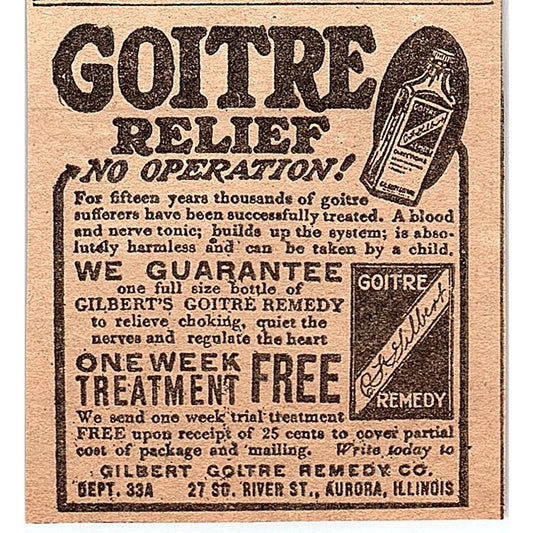 GOITRE
RELIEF
NO OPERATION!
For fifteen years thousands of goitre
sufferers have been successfully treated. A blood
and nerve tonic; builds up the system; is abso-
lutely harmless and can be taken by a child.
WE GUARANTEE
one full size bottle of
GILBERT'S GOITRE REMEDY
to relieve choking, quiet the
nerves and regulate the heart
GOITRE
Gilbert
REMEDY
ONE WEEK
TREATMENT FREE
We send one week trial treatment
FREE upon receipt of 25 cents to cover partial
cost of package and mailing. Write today to
GILBERT GOITRE REMEDY CO.
DEPT. 33A 27 SO. RIVER ST., AURORA, ILLINOIS